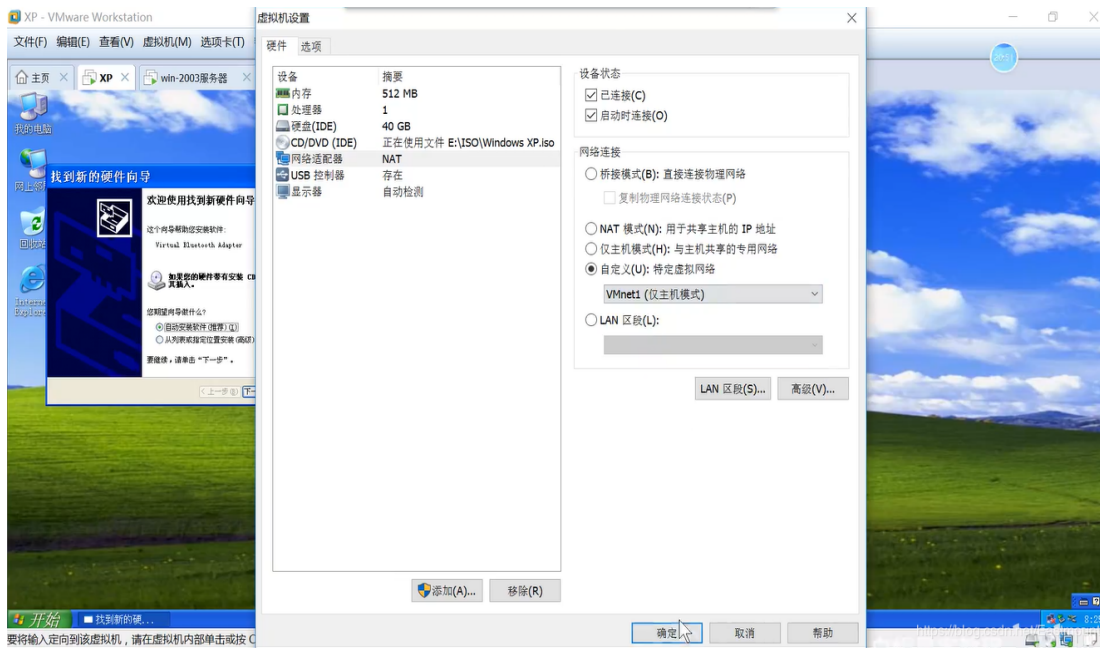 XP - VMware Workstation
文件(F) 编辑(E) 查看(V) 虚拟机(M) 选项卡(T)
主页 XP win-2003服务器
我的电脑
回收站
找到新的硬件向导
欢迎使用找到新硬件向导
这个向导帮助您安装软件:
Virtual Bluetooth Adapter
如果您的硬件带有安装 CD
其插入。
您期望向导做什么?
自动安装软件(推荐)(I)
从列表或指定位置安装(高级)
要继续,请单击“下一步”。
<上一步(B) 下一
开始 找到新的硬...
要将输入定向到该虚拟机,请在虚拟机内部单击或按 C
虚拟机设置
硬件 选项
设备 摘要
内存 512 MB
处理器 1
硬盘(IDE) 40 GB
CD/DVD (IDE) 正在使用文件 E:\ISO\Windows XP.iso
网络适配器 NAT
USB 控制器 存在
显示器 自动检测
添加(A)... 移除(R)
设备状态
已连接(C)
启动时连接(O)
网络连接
桥接模式(B): 直接连接物理网络
复制物理网络连接状态(P)
NAT 模式(N): 用于共享主机的 IP 地址
仅主机模式(H): 与主机共享的专用网络
自定义(U): 特定虚拟网络
VMnet1 (仅主机模式)
LAN 区段(L):
LAN 区段(S)... 高级(V)...
确定 取消 帮助